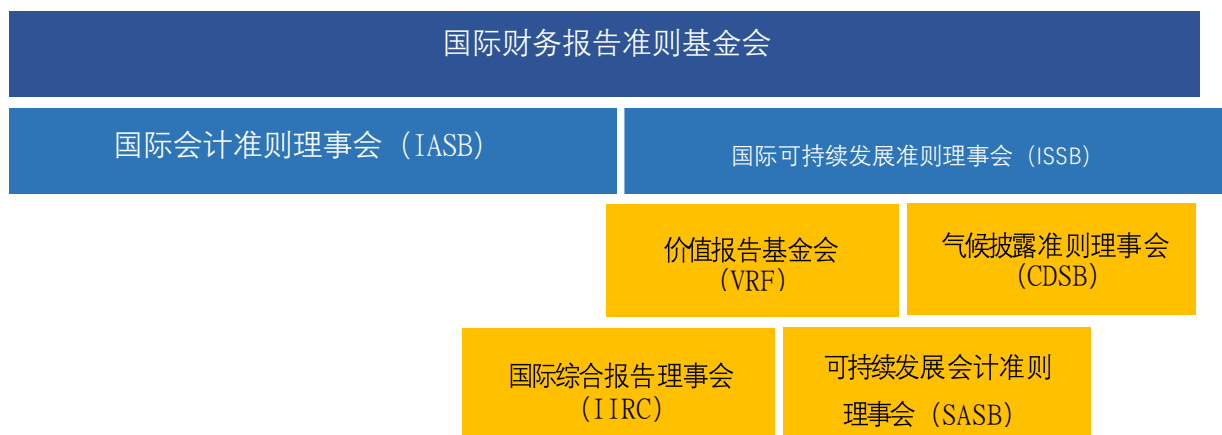 国际财务报告准则基金会
国际会计准则理事会（IASB）
国际可持续发展准则理事会（ISSB）
价值报告基金会
（VRF）
气候披露准则理事会
（CDSB）
国际综合报告理事会
（IIRC）
可持续发展会计准则
理事会（SASB）